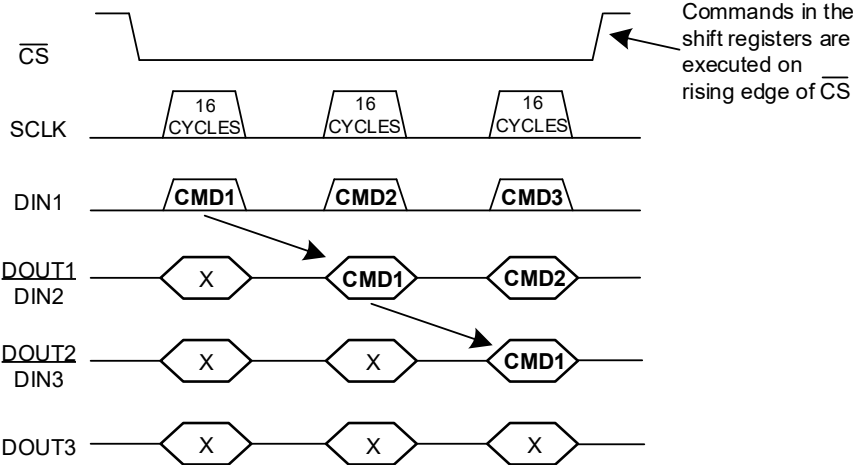 Commands in the
shift registers are
executed on
rising edge of CS
CS
SCLK
16
CYCLES
16
CYCLES
16
CYCLES
DIN1
CMD1
CMD2
CMD3
DOUT1
DIN2
X
CMD1
CMD2
DOUT2
DIN3
X
X
CMD1
DOUT3
X
X
X